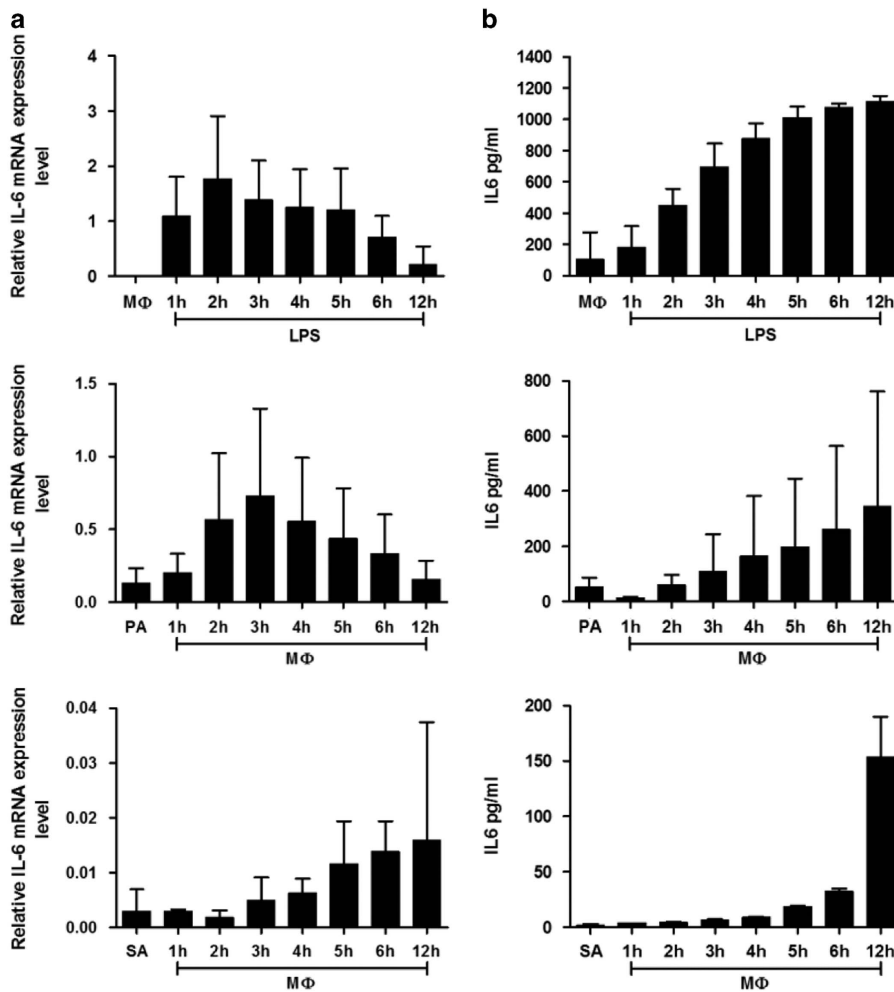 a
b
Relative IL-6 mRNA expression
level
4
3
2
1
0
MΦ 1h 2h 3h 4h 5h 6h 12h
LPS
IL6 pg/ml
1400
1200
1000
800
600
400
200
0
MΦ 1h 2h 3h 4h 5h 6h 12h
LPS
Relative IL-6 mRNA expression
level
1.5
1.0
0.5
0.0
PA 1h 2h 3h 4h 5h 6h 12h
MΦ
IL6 pg/ml
800
600
400
200
0
PA 1h 2h 3h 4h 5h 6h 12h
MΦ
Relative IL-6 mRNA expression
level
0.04
0.03
0.02
0.01
0.00
SA 1h 2h 3h 4h 5h 6h 12h
MΦ
IL6 pg/ml
200
150
100
50
0
SA 1h 2h 3h 4h 5h 6h 12h
MΦ